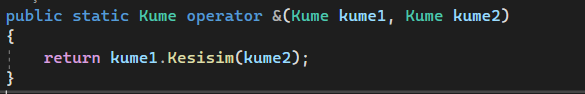 public static Kume operator &(Kume kume1, Kume kume2)
{
    return kume1.Kesisim(kume2);
}